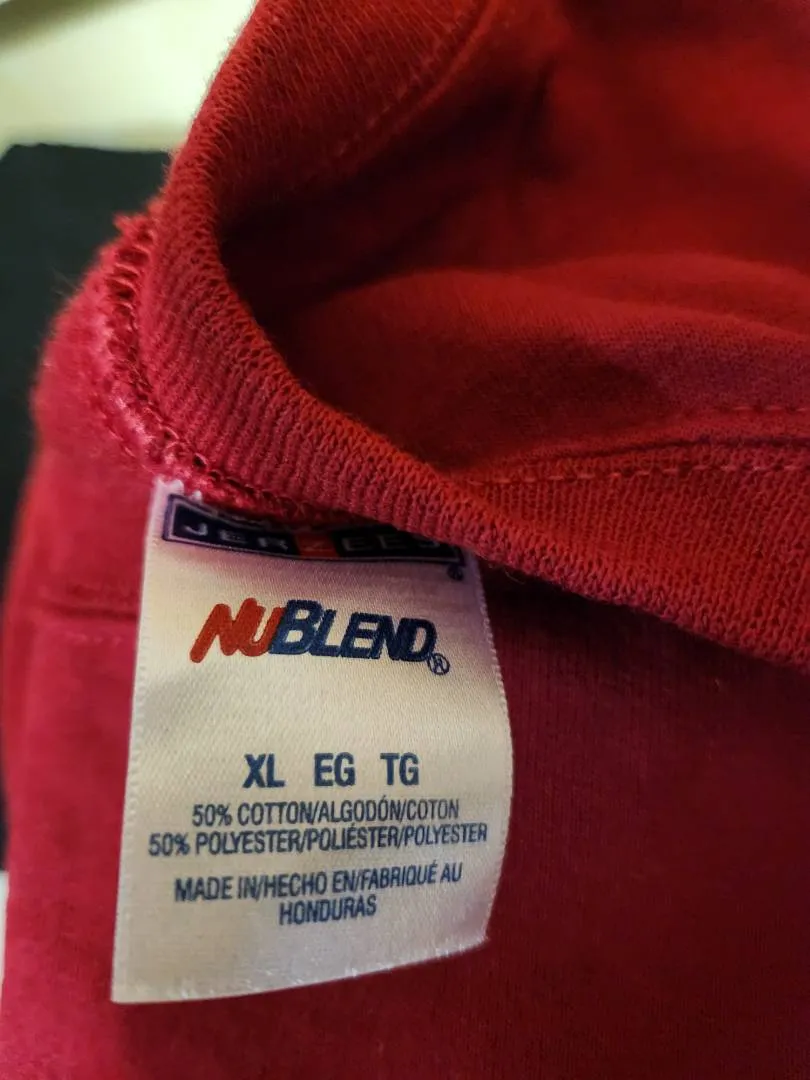 JERZEES
®
NUBLEND®
XL EG TG
50% COTTON/ALGODÓN/COTON
50% POLYESTER/POLIÉSTER/POLYESTER
MADE IN/HECHO EN/FABRIQUÉ AU
HONDURAS